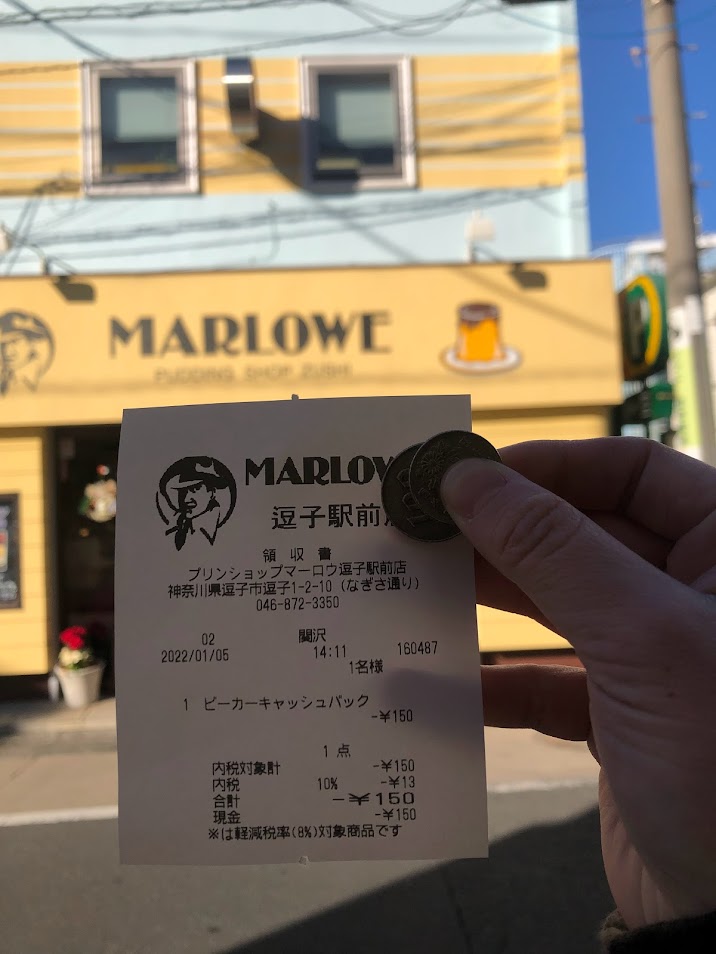 MARLOWE
PUDDING SHOP ZUSHI
MARLOW
逗子駅前
領 収 書
プリンショップマーロウ逗子駅前店
神奈川県逗子市逗子1-2-10 (なぎさ通り)
046-872-3350
02 関沢 160487
2022/01/05 14:11
1名様
1 ビーカーキャッシュバック
-¥150
1 点
内税対象計 -¥150
内税 10% -¥13
合計 -¥150
現金 -¥150
※は軽減税率(8%)対象商品です